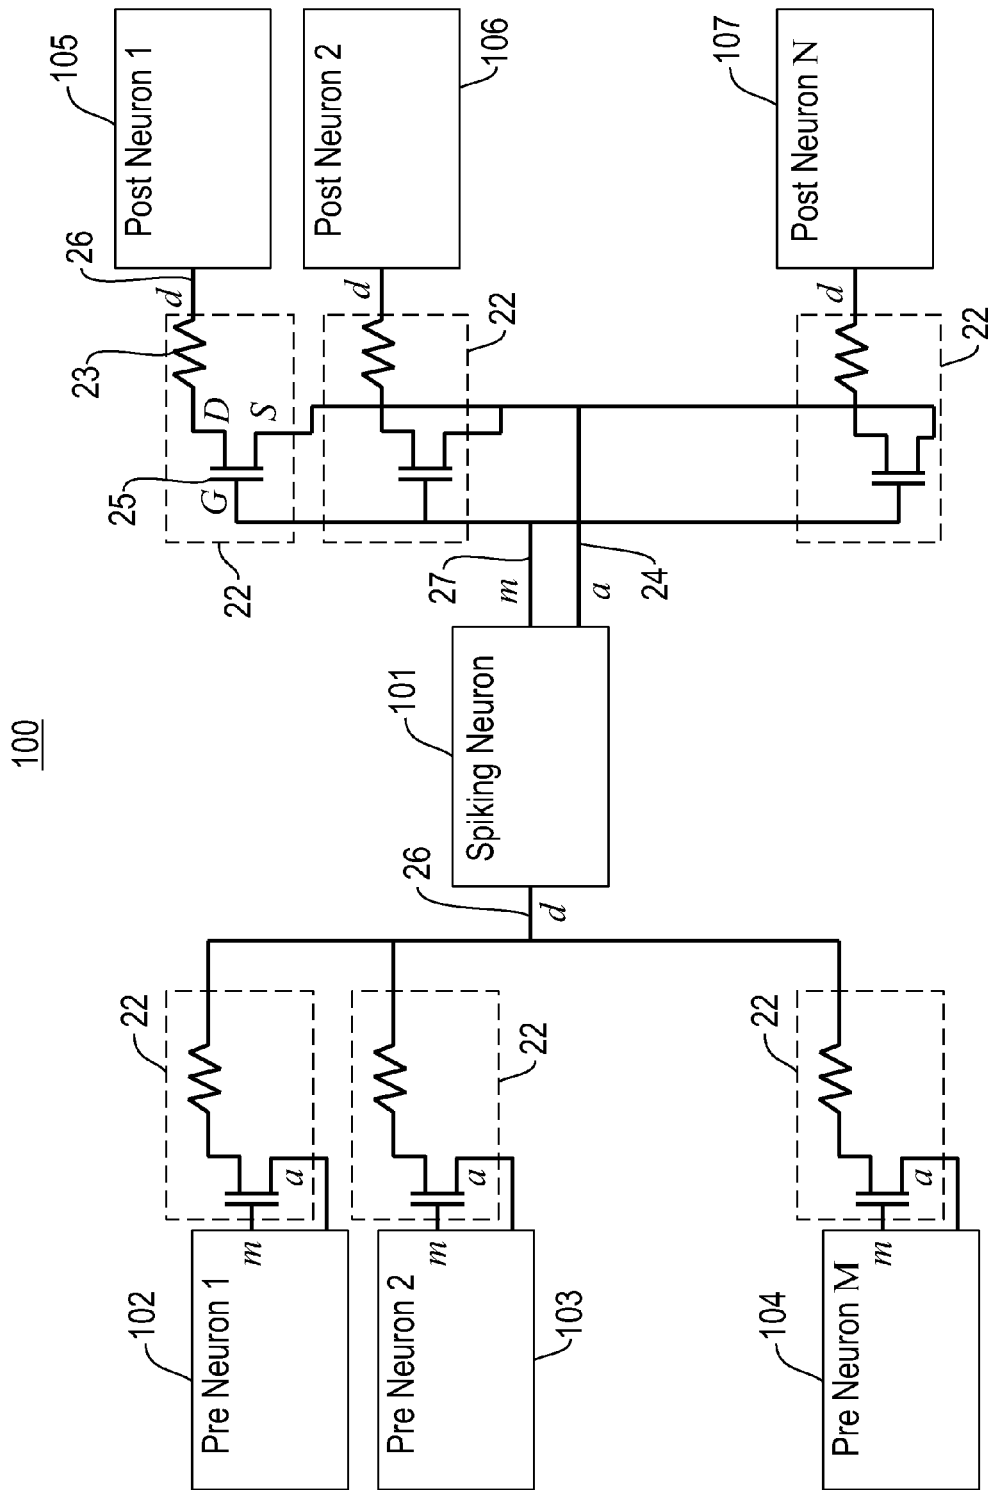 100
102
Pre Neuron 1
m
a
22
103
Pre Neuron 2
m
a
22
104
Pre Neuron M
m
a
22
26
d
101
Spiking Neuron
27
m
a
24
22
25
G
D
S
23
26
d
105
Post Neuron 1
22
d
106
Post Neuron 2
22
d
107
Post Neuron N